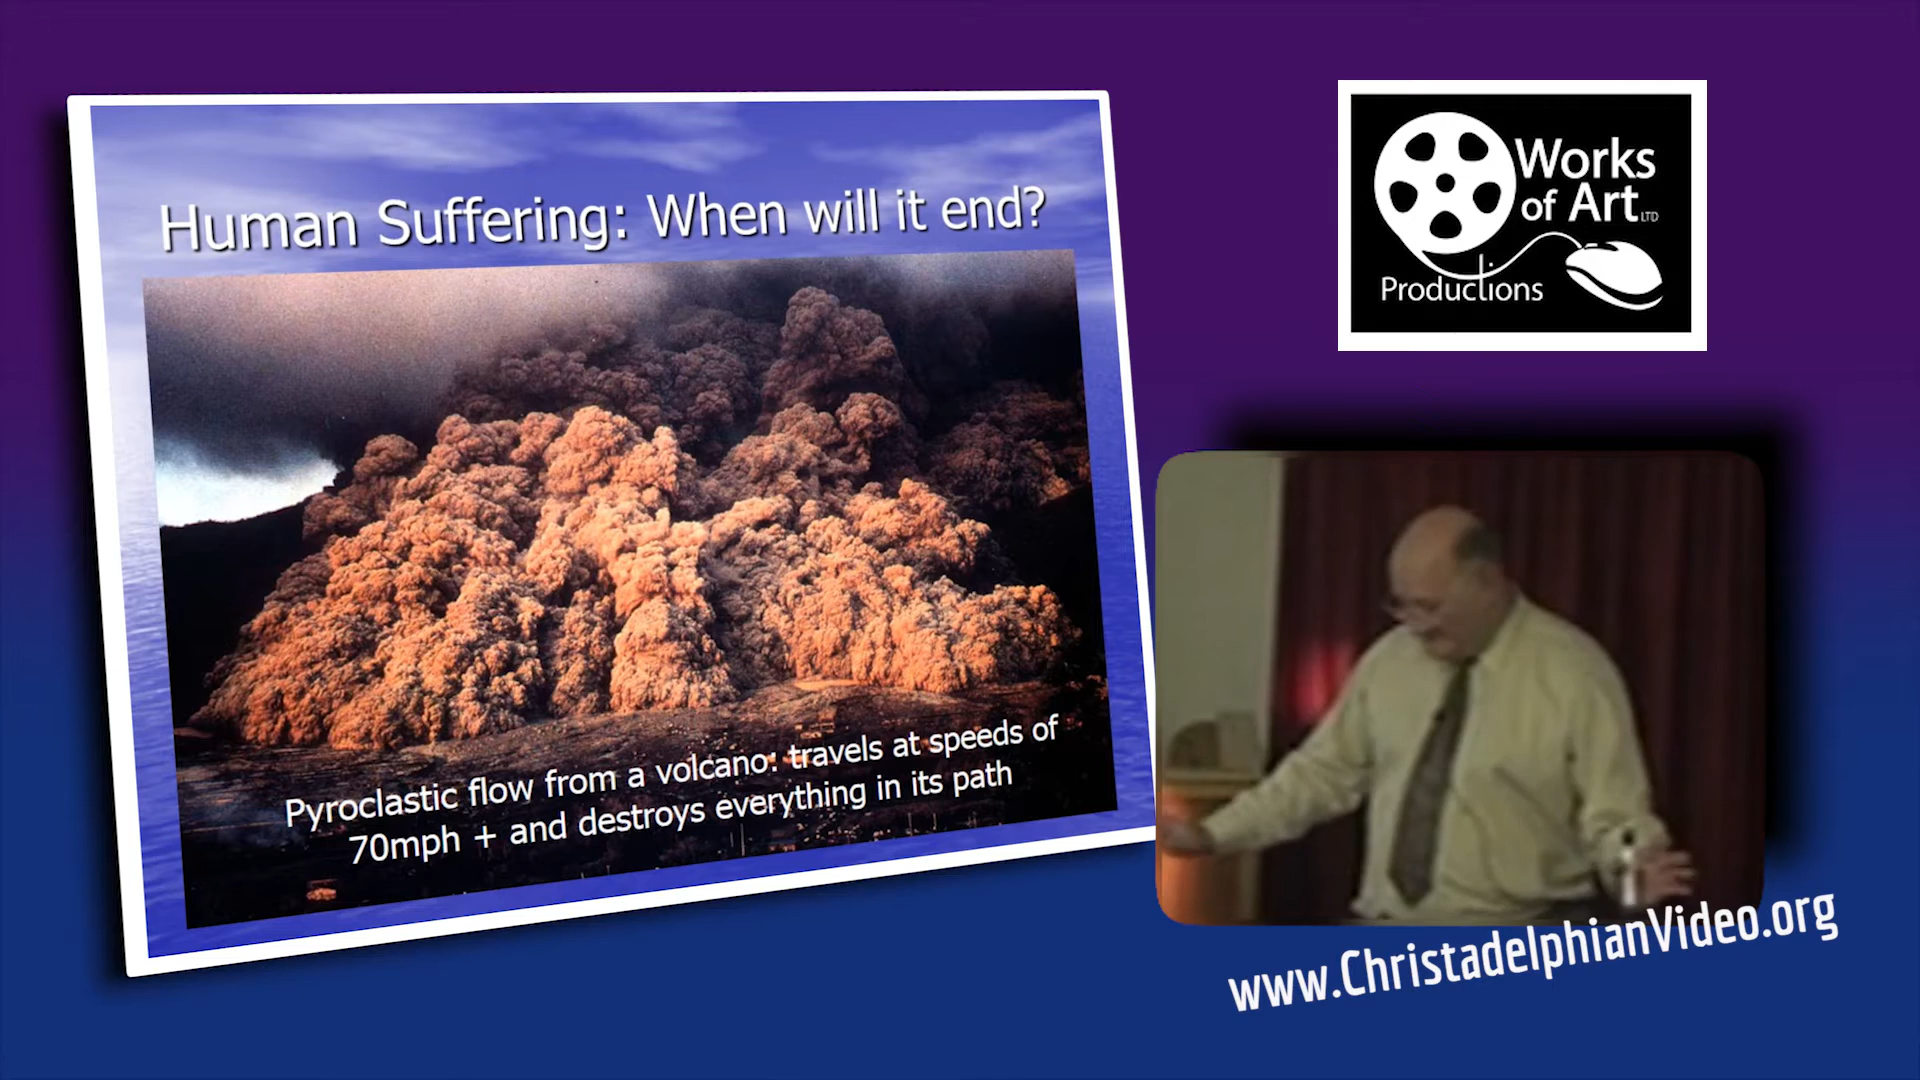 Human Suffering: When will it end?
Pyroclastic flow from a volcano: travels at speeds of
70mph + and destroys everything in its path
Works
of Art LTD
Productions
www.ChristadelphianVideo.org